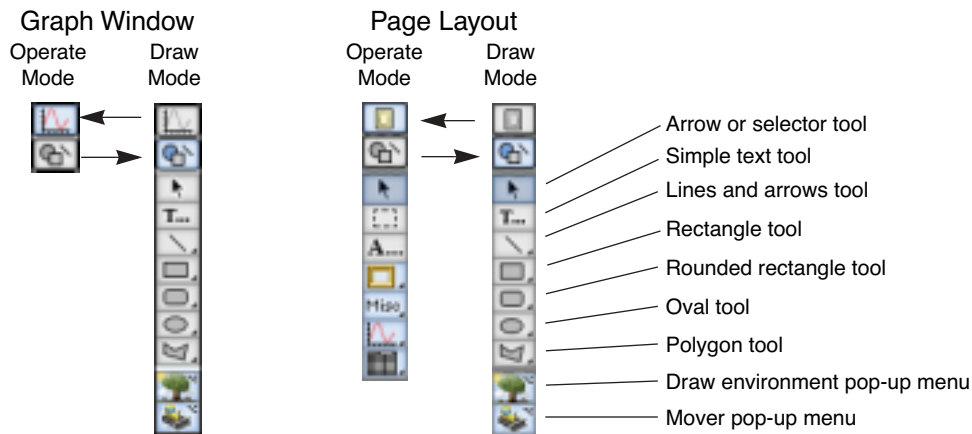 Graph Window
Page Layout
Operate Mode
Draw Mode
Operate Mode
Draw Mode
T...
A...
Misc
T...
Arrow or selector tool
Simple text tool
Lines and arrows tool
Rectangle tool
Rounded rectangle tool
Oval tool
Polygon tool
Draw environment pop-up menu
Mover pop-up menu